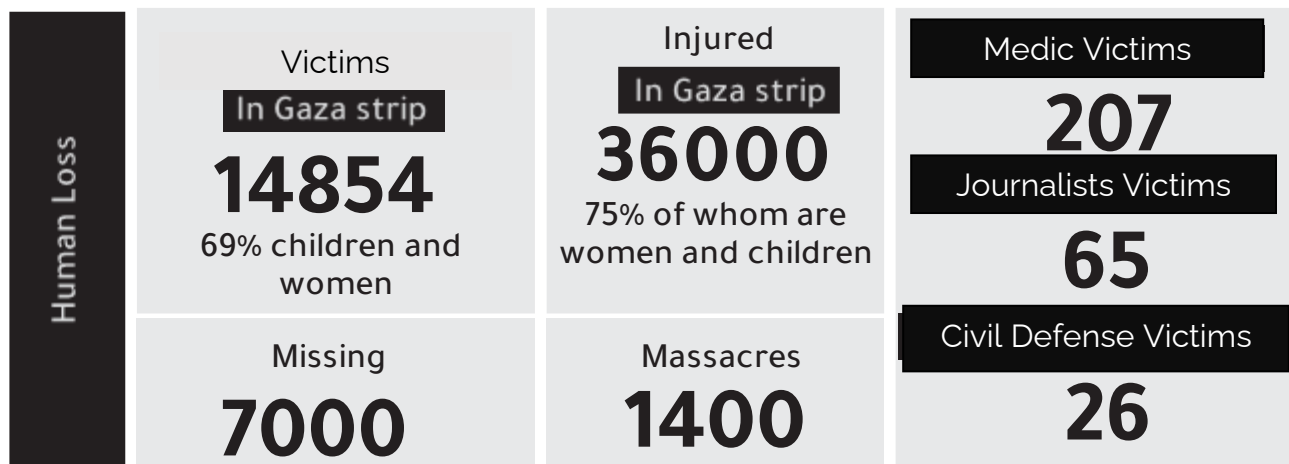 Human Loss
Victims
In Gaza strip
14854
69% children and
women
Injured
In Gaza strip
36000
75% of whom are
women and children
Medic Victims
207
Journalists Victims
65
Civil Defense Victims
26
Missing
7000
Massacres
1400